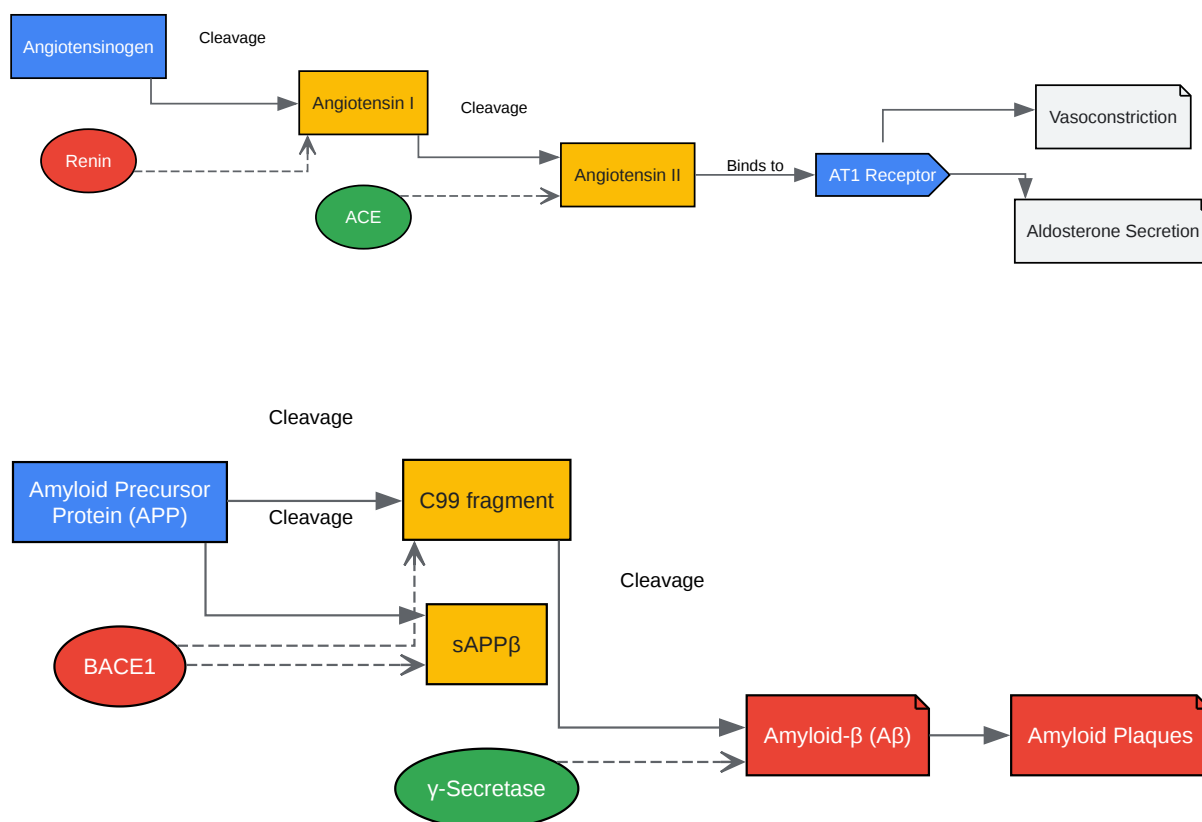 Angiotensinogen
Cleavage
Angiotensin I
Cleavage
Renin
ACE
Angiotensin II
Binds to
AT1 Receptor
Vasoconstriction
Aldosterone Secretion
Cleavage
Amyloid Precursor
Protein (APP)
Cleavage
C99 fragment
Cleavage
sAPPβ
BACE1
γ-Secretase
Amyloid-β (Aβ)
Amyloid Plaques